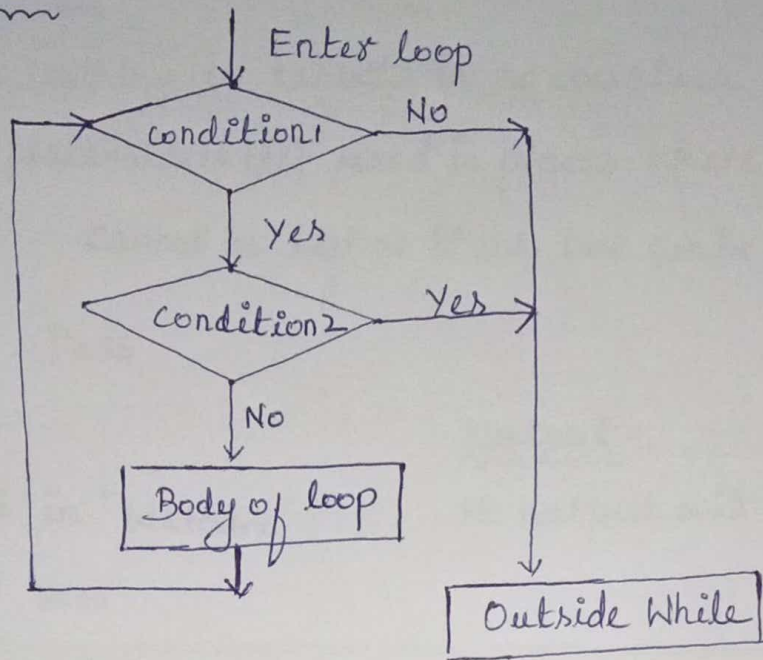 Enter loop
No
Condition1
Yes
Condition2
Yes
No
Body of loop
Outside While